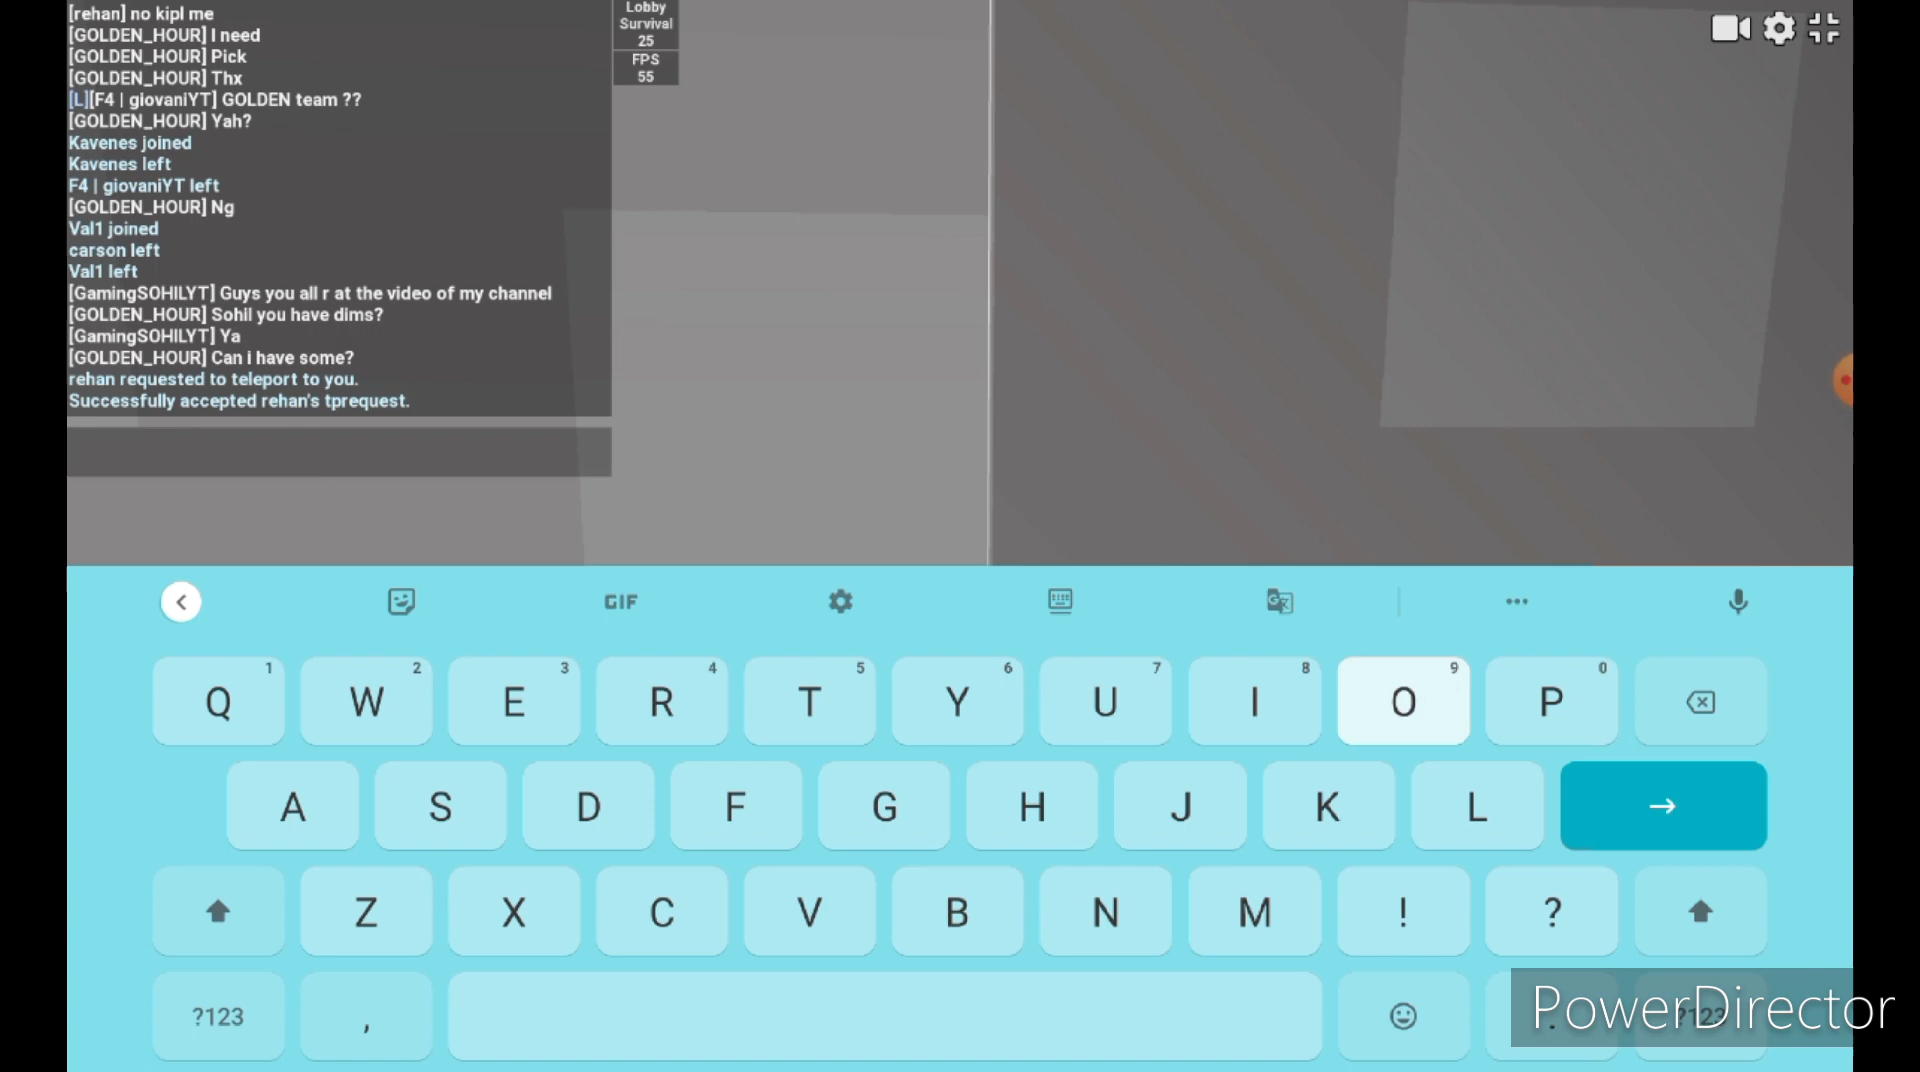 [rehan] no kipl me
[GOLDEN_HOUR] I need
[GOLDEN_HOUR] Pick
[GOLDEN_HOUR] Thx
[L][F4 | giovaniYT] GOLDEN team ??
[GOLDEN_HOUR] Yah?
Kavenes joined
Kavenes left
F4 | giovaniYT left
[GOLDEN_HOUR] Ng
Val1 joined
carson left
Val1 left
[GamingSOHILYT] Guys you all r at the video of my channel
[GOLDEN_HOUR] Sohil you have dims?
[GamingSOHILYT] Ya
[GOLDEN_HOUR] Can i have some?
rehan requested to teleport to you.
Successfully accepted rehan's tprequest.
Lobby
Survival
25
FPS
55
GIF
1 2 3 4 5 6 7 8 9 0
Q W E R T Y U I O P
A S D F G H J K L
Z X C V B N M ! ?
?123 , . ?123
PowerDirector